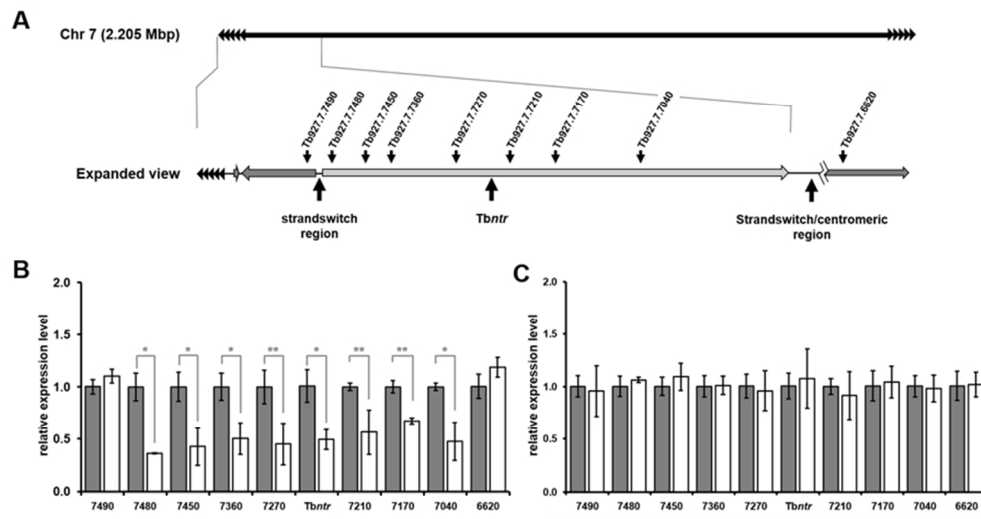 A
Chr 7 (2.205 Mbp)
Tb927.7.7490
Tb927.7.7480
Tb927.7.7450
Tb927.7.7360
Tb927.7.7270
Tb927.7.7210
Tb927.7.7170
Tb927.7.7040
Tb927.7.6620
Expanded view
strandswitch
region
Tbntr
Strandswitch/centromeric
region
B
relative expression level
2.0
1.5
1.0
0.5
0.0
* * * ** * ** ** *
7490 7480 7450 7360 7270 Tbntr 7210 7170 7040 6620
C
relative expression level
2.0
1.5
1.0
0.5
0.0
7490 7480 7450 7360 7270 Tbntr 7210 7170 7040 6620